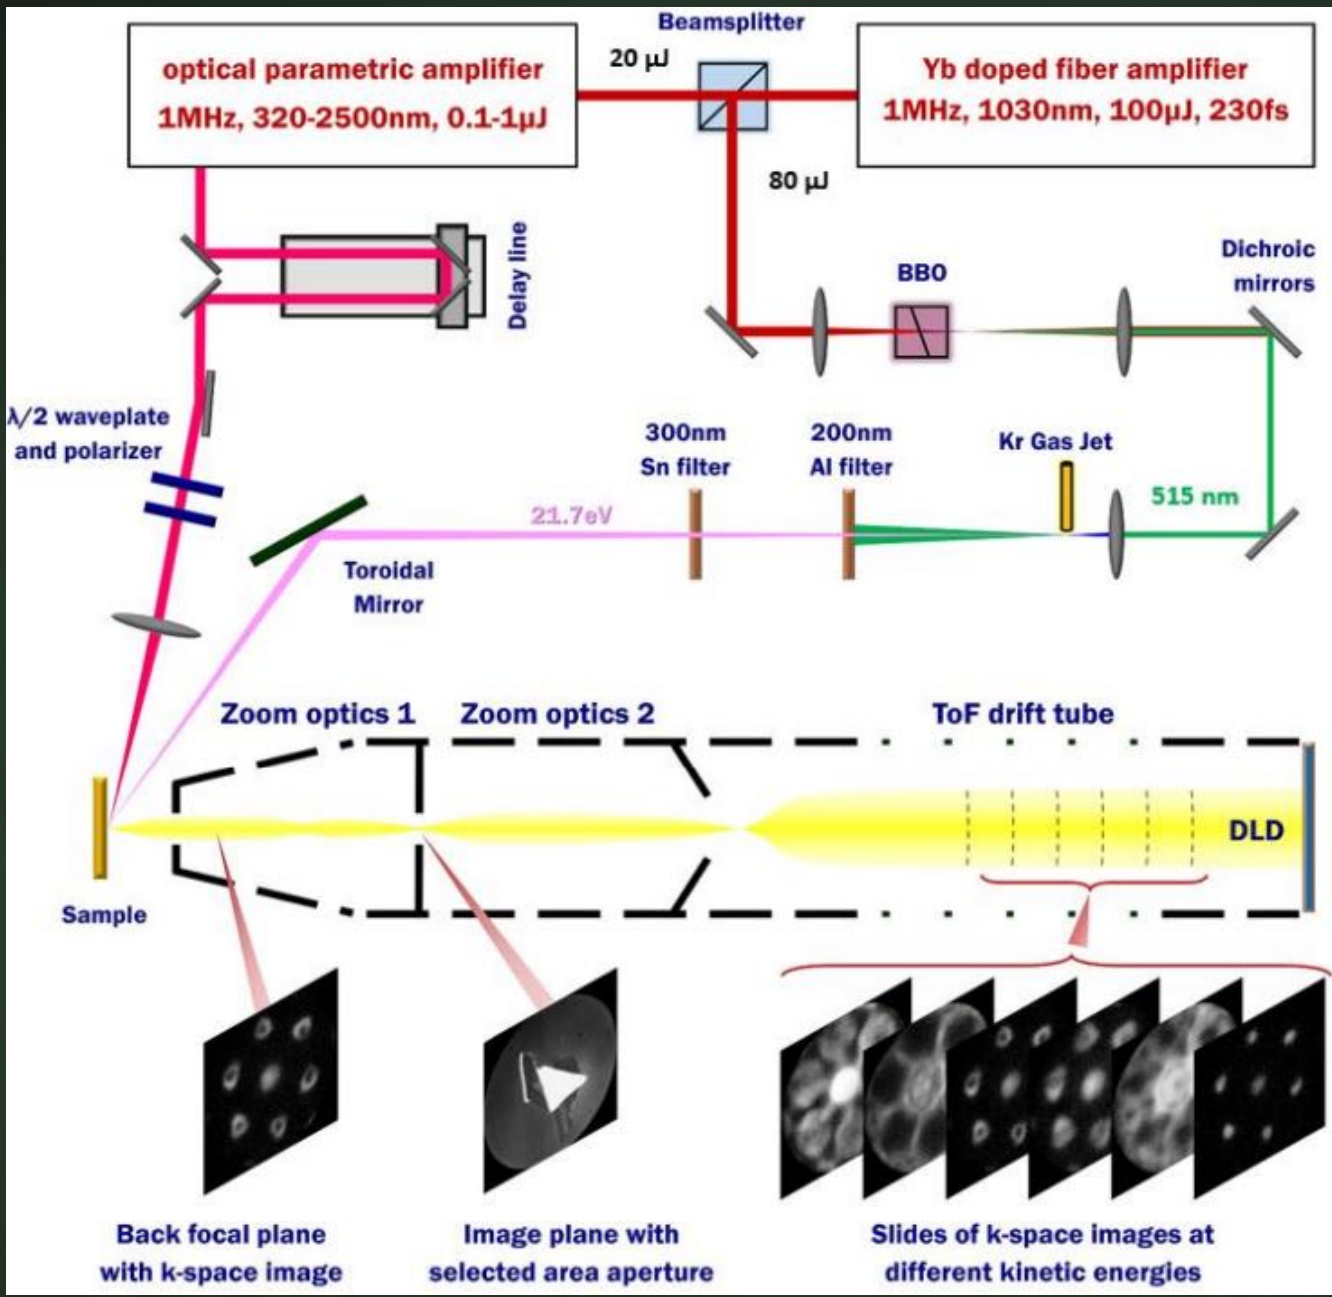 Beamsplitter
optical parametric amplifier
1MHz, 320-2500nm, 0.1-1µJ
20 µJ
Yb doped fiber amplifier
1MHz, 1030nm, 100µJ, 230fs
80 µJ
Delay line
BBO
Dichroic
mirrors
λ/2 waveplate
and polarizer
300nm
Sn filter
200nm
Al filter
Kr Gas Jet
515 nm
21.7eV
Toroidal
Mirror
Zoom optics 1
Zoom optics 2
ToF drift tube
DLD
Sample
Back focal plane
with k-space image
Image plane with
selected area aperture
Slides of k-space images at
different kinetic energies